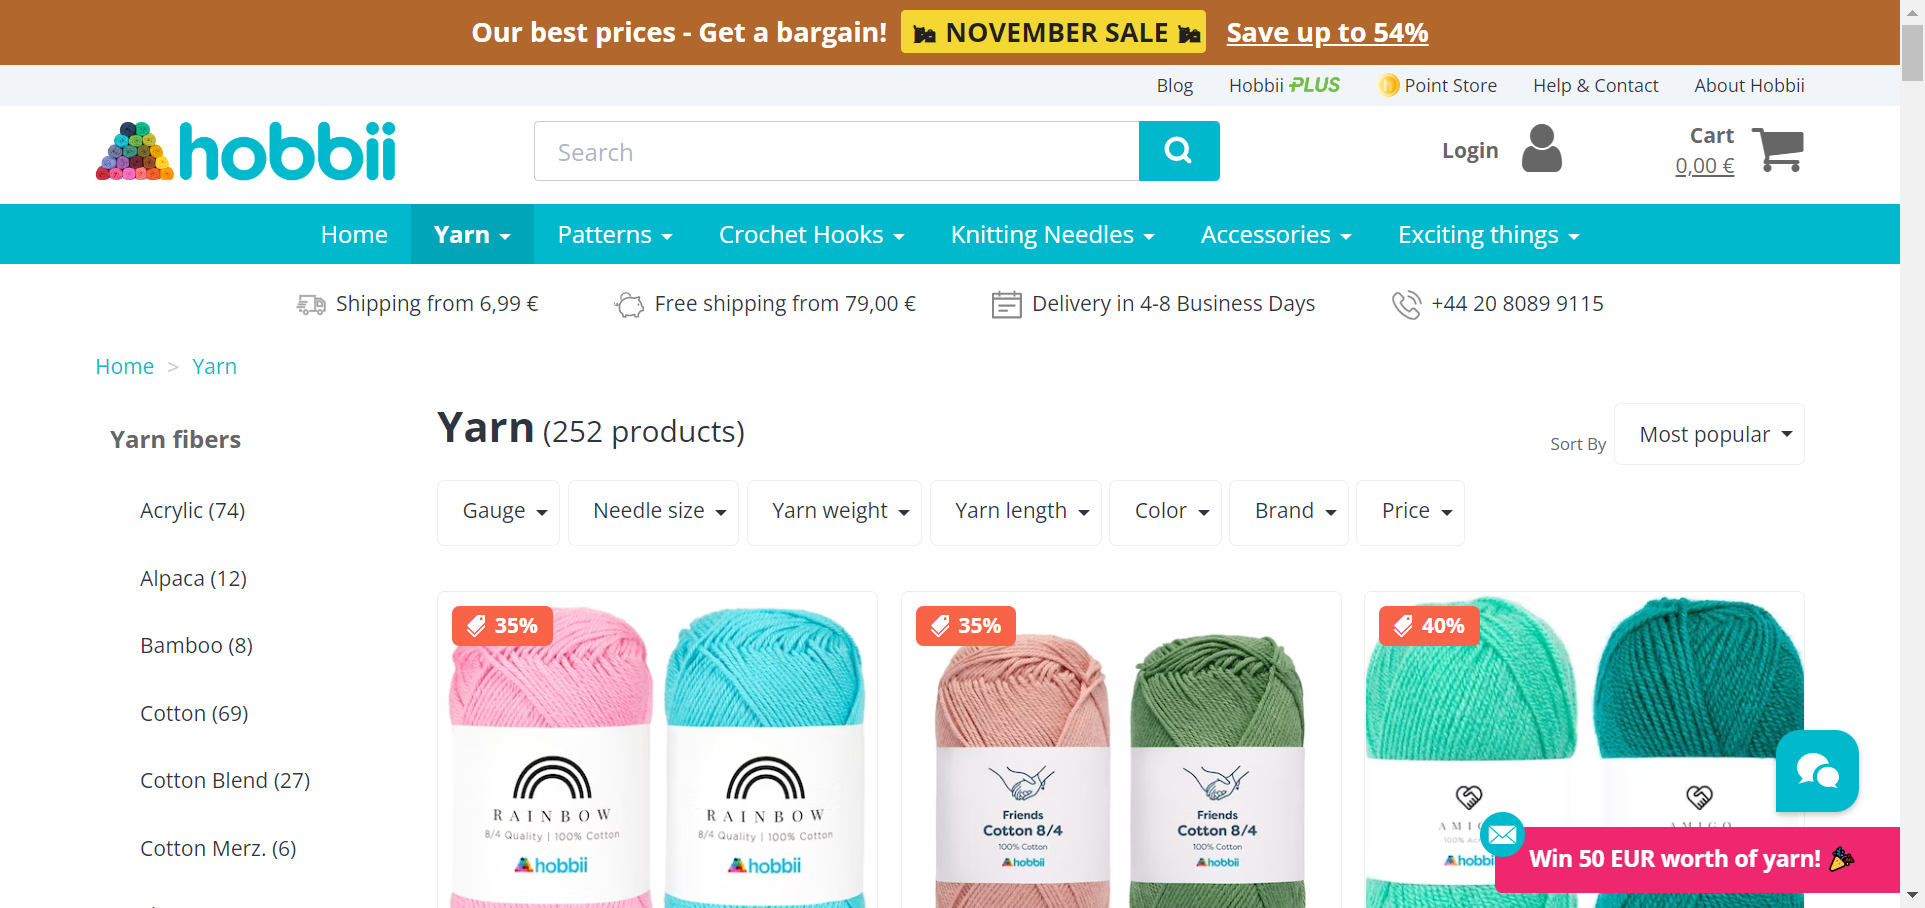 Our best prices - Get a bargain! NOVEMBER SALE Save up to 54%
Blog Hobbii PLUS Point Store Help & Contact About Hobbii
hobbii
Search
Login
Cart
0,00 €
Home Yarn Patterns Crochet Hooks Knitting Needles Accessories Exciting things
Shipping from 6,99 € Free shipping from 79,00 € Delivery in 4-8 Business Days +44 20 8089 9115
Home > Yarn
Yarn fibers
Acrylic (74)
Alpaca (12)
Bamboo (8)
Cotton (69)
Cotton Blend (27)
Cotton Merz. (6)
Yarn (252 products)
Sort By Most popular
Gauge Needle size Yarn weight Yarn length Color Brand Price
35%
RAINBOW
8/4 Quality | 100% Cotton
hobbii
RAINBOW
8/4 Quality | 100% Cotton
hobbii
35%
Friends
Cotton 8/4
100% Cotton
hobbii
Friends
Cotton 8/4
100% Cotton
hobbii
40%
Win 50 EUR worth of yarn!